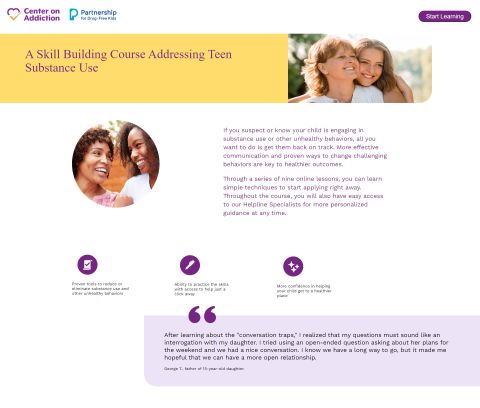 Center on
Addiction
Partnership
for Drug-Free Kids
Start Learning
A Skill Building Course Addressing Teen
Substance Use
If you suspect or know your child is engaging in
substance use or other unhealthy behaviors, all you
want to do is get them back on track. More effective
communication and proven ways to change challenging
behaviors are key to healthier outcomes.
Through a series of nine online lessons, you can learn
simple techniques to start applying right away.
Throughout the course, you will also have easy access
to our Helpline Specialists for more personalized
guidance at any time.
Proven tools to reduce or
eliminate substance use and
other unhealthy behaviors
Ability to practice the skills
with access to help just a
click away
More confidence in helping
your child get to a healthier
place
After learning about the "conversation traps," I realized that my questions must sound like an
interrogation with my daughter. I tried using an open-ended question asking about her plans for
the weekend and we had a nice conversation. I know we have a long way to go, but it made me
hopeful that we can have a more open relationship.
George T., father of 15-year-old daughter